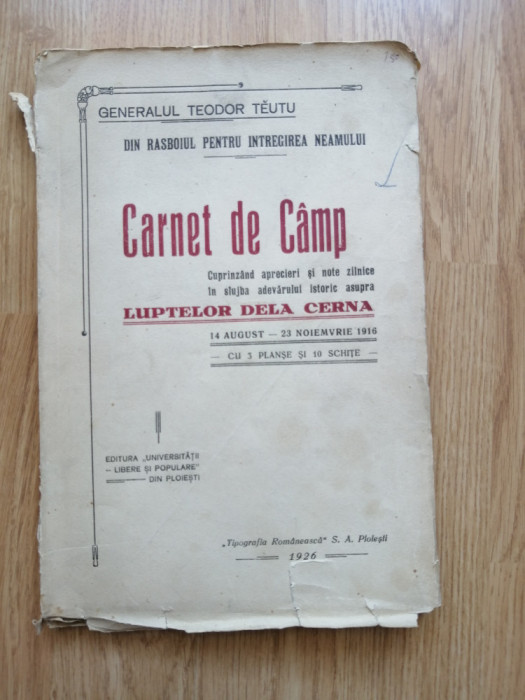 GENERALUL TEODOR TĔUTU
DIN RASBOIUL PENTRU INTREGIREA NEAMULUI
Carnet de Câmp
Cuprinzând aprecieri și note zilnice
în slujba adevărului istoric asupra
LUPTELOR DELA CERNA
14 AUGUST — 23 NOIEMVRIE 1916
— CU 3 PLANȘE ȘI 10 SCHIȚE —
EDITURA „UNIVERSITĂȚII
– LIBERE ȘI POPULARE"
DIN PLOIEȘTI
„Tipografia Românească" S. A. Ploiești
1926